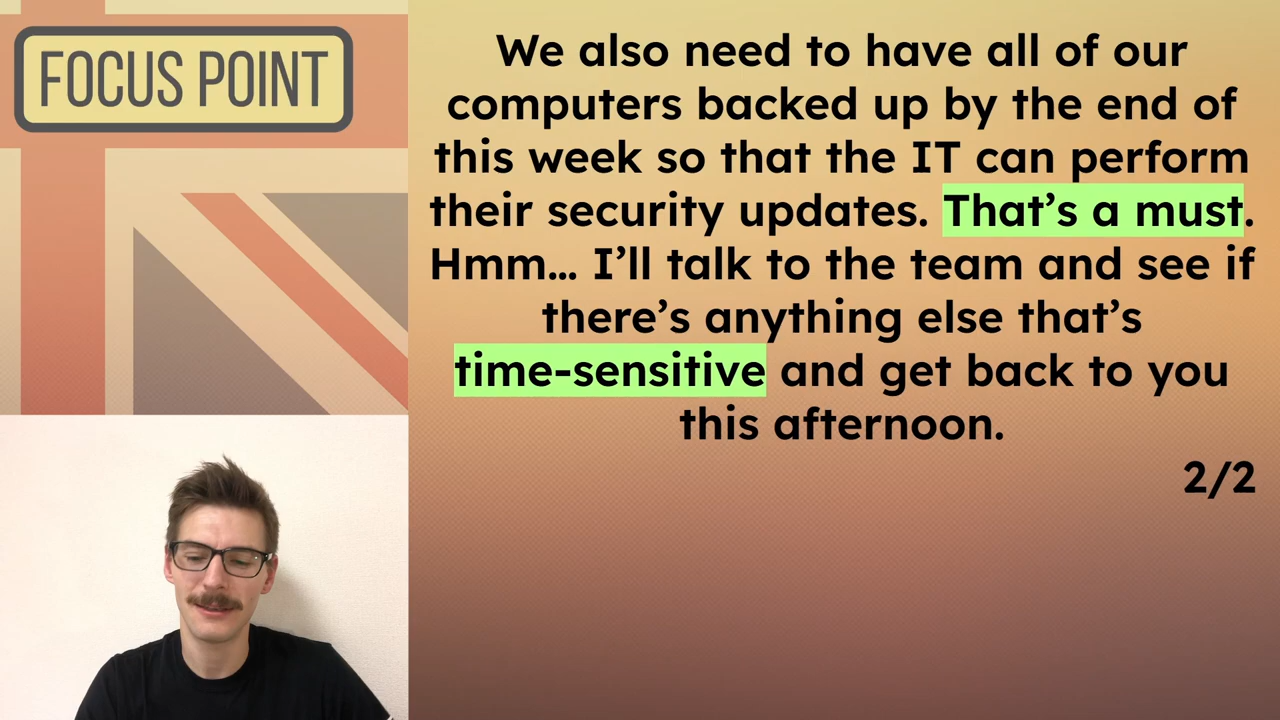 FOCUS POINT
We also need to have all of our
computers backed up by the end of
this week so that the IT can perform
their security updates. That’s a must.
Hmm... I’ll talk to the team and see if
there’s anything else that’s
time-sensitive and get back to you
this afternoon.
2/2